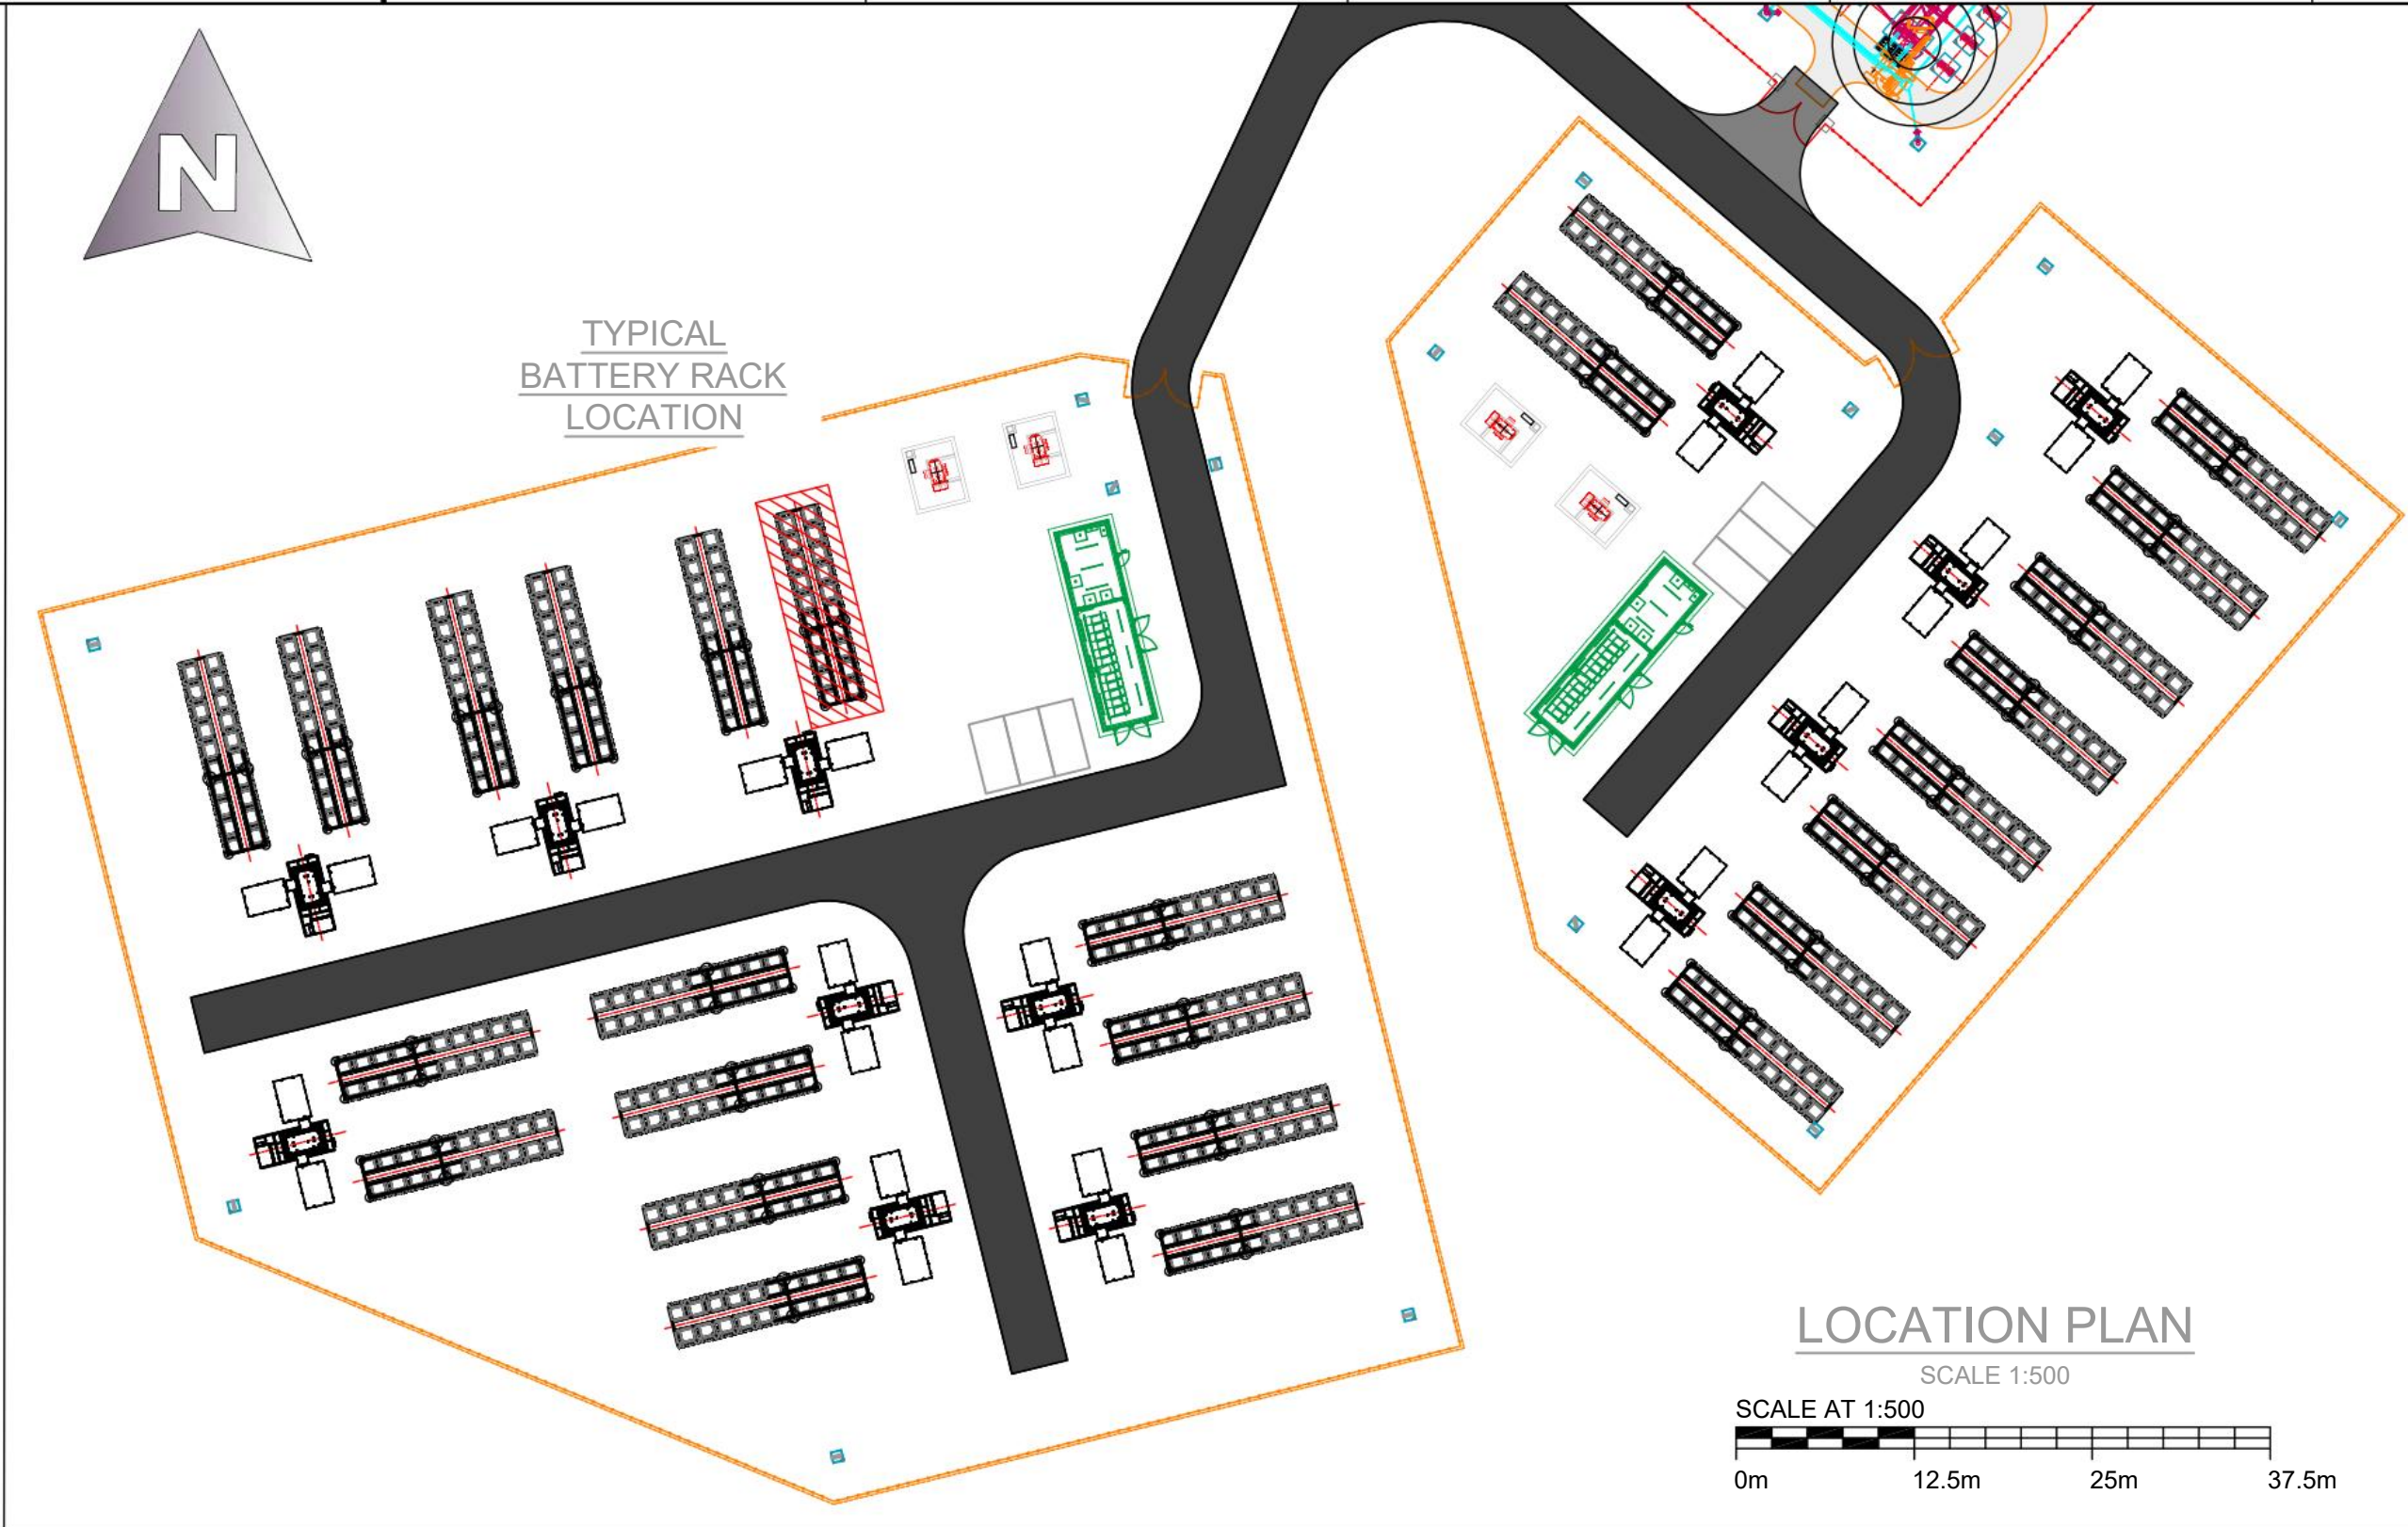 N
TYPICAL
BATTERY RACK
LOCATION
LOCATION PLAN
SCALE 1:500
SCALE AT 1:500
0m 12.5m 25m 37.5m